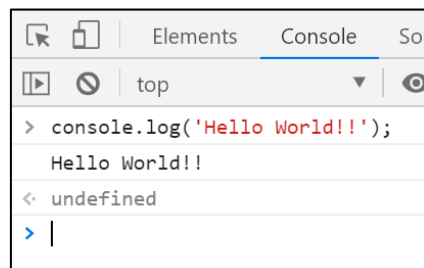 Elements Console So
top
> console.log('Hello World!!');
Hello World!!
undefined
>